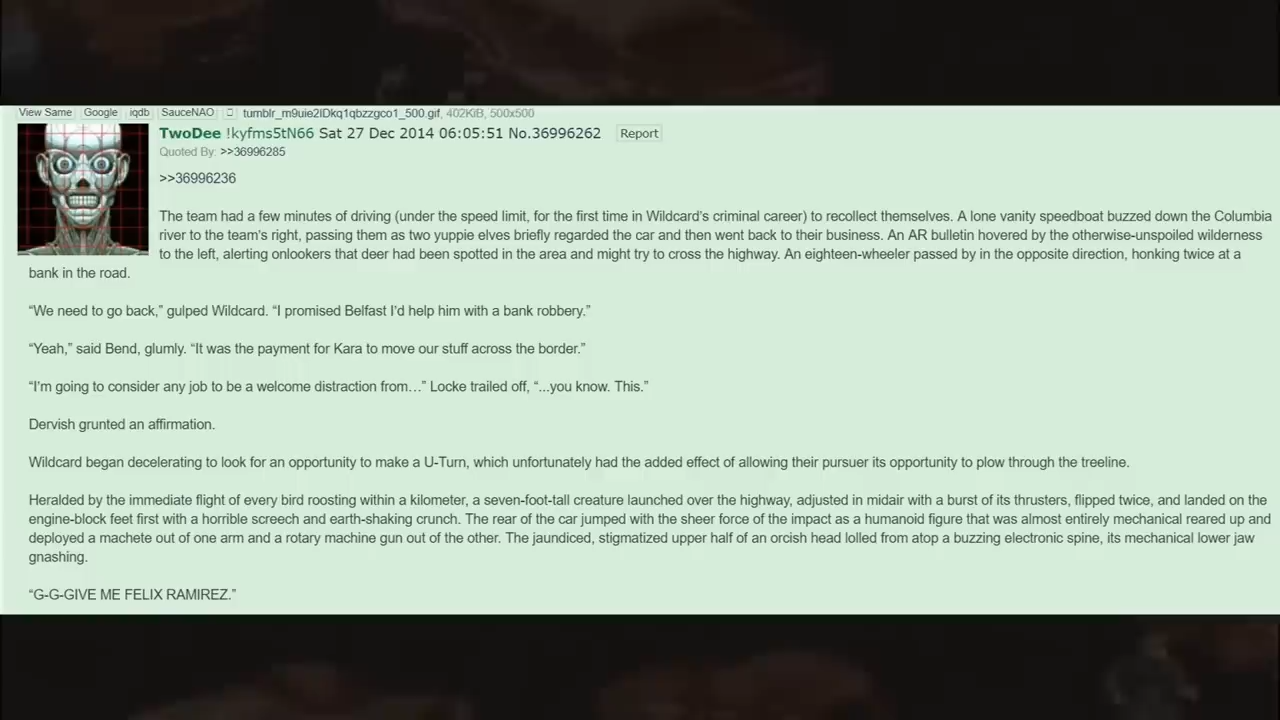 View Same Google iqdb SauceNAO tumblr_m9uie2lDkq1qbzzgco1_500.gif, 402KiB, 500x500
TwoDee !kyfms5tN66 Sat 27 Dec 2014 06:05:51 No.36996262 Report
Quoted By: >>36996285
>>36996236
The team had a few minutes of driving (under the speed limit, for the first time in Wildcard's criminal career) to recollect themselves. A lone vanity speedboat buzzed down the Columbia
river to the team's right, passing them as two yuppie elves briefly regarded the car and then went back to their business. An AR bulletin hovered by the otherwise-unspoiled wilderness
to the left, alerting onlookers that deer had been spotted in the area and might try to cross the highway. An eighteen-wheeler passed by in the opposite direction, honking twice at a
bank in the road.
“We need to go back,” gulped Wildcard. “I promised Belfast I'd help him with a bank robbery.”
“Yeah,” said Bend, glumly. “It was the payment for Kara to move our stuff across the border.”
“I'm going to consider any job to be a welcome distraction from…” Locke trailed off, “...you know. This.”
Dervish grunted an affirmation.
Wildcard began decelerating to look for an opportunity to make a U-Turn, which unfortunately had the added effect of allowing their pursuer its opportunity to plow through the treeline.
Heralded by the immediate flight of every bird roosting within a kilometer, a seven-foot-tall creature launched over the highway, adjusted in midair with a burst of its thrusters, flipped twice, and landed on the
engine-block feet first with a horrible screech and earth-shaking crunch. The rear of the car jumped with the sheer force of the impact as a humanoid figure that was almost entirely mechanical reared up and
deployed a machete out of one arm and a rotary machine gun out of the other. The jaundiced, stigmatized upper half of an orcish head lolled from atop a buzzing electronic spine, its mechanical lower jaw
gnashing.
“G-G-GIVE ME FELIX RAMIREZ.”